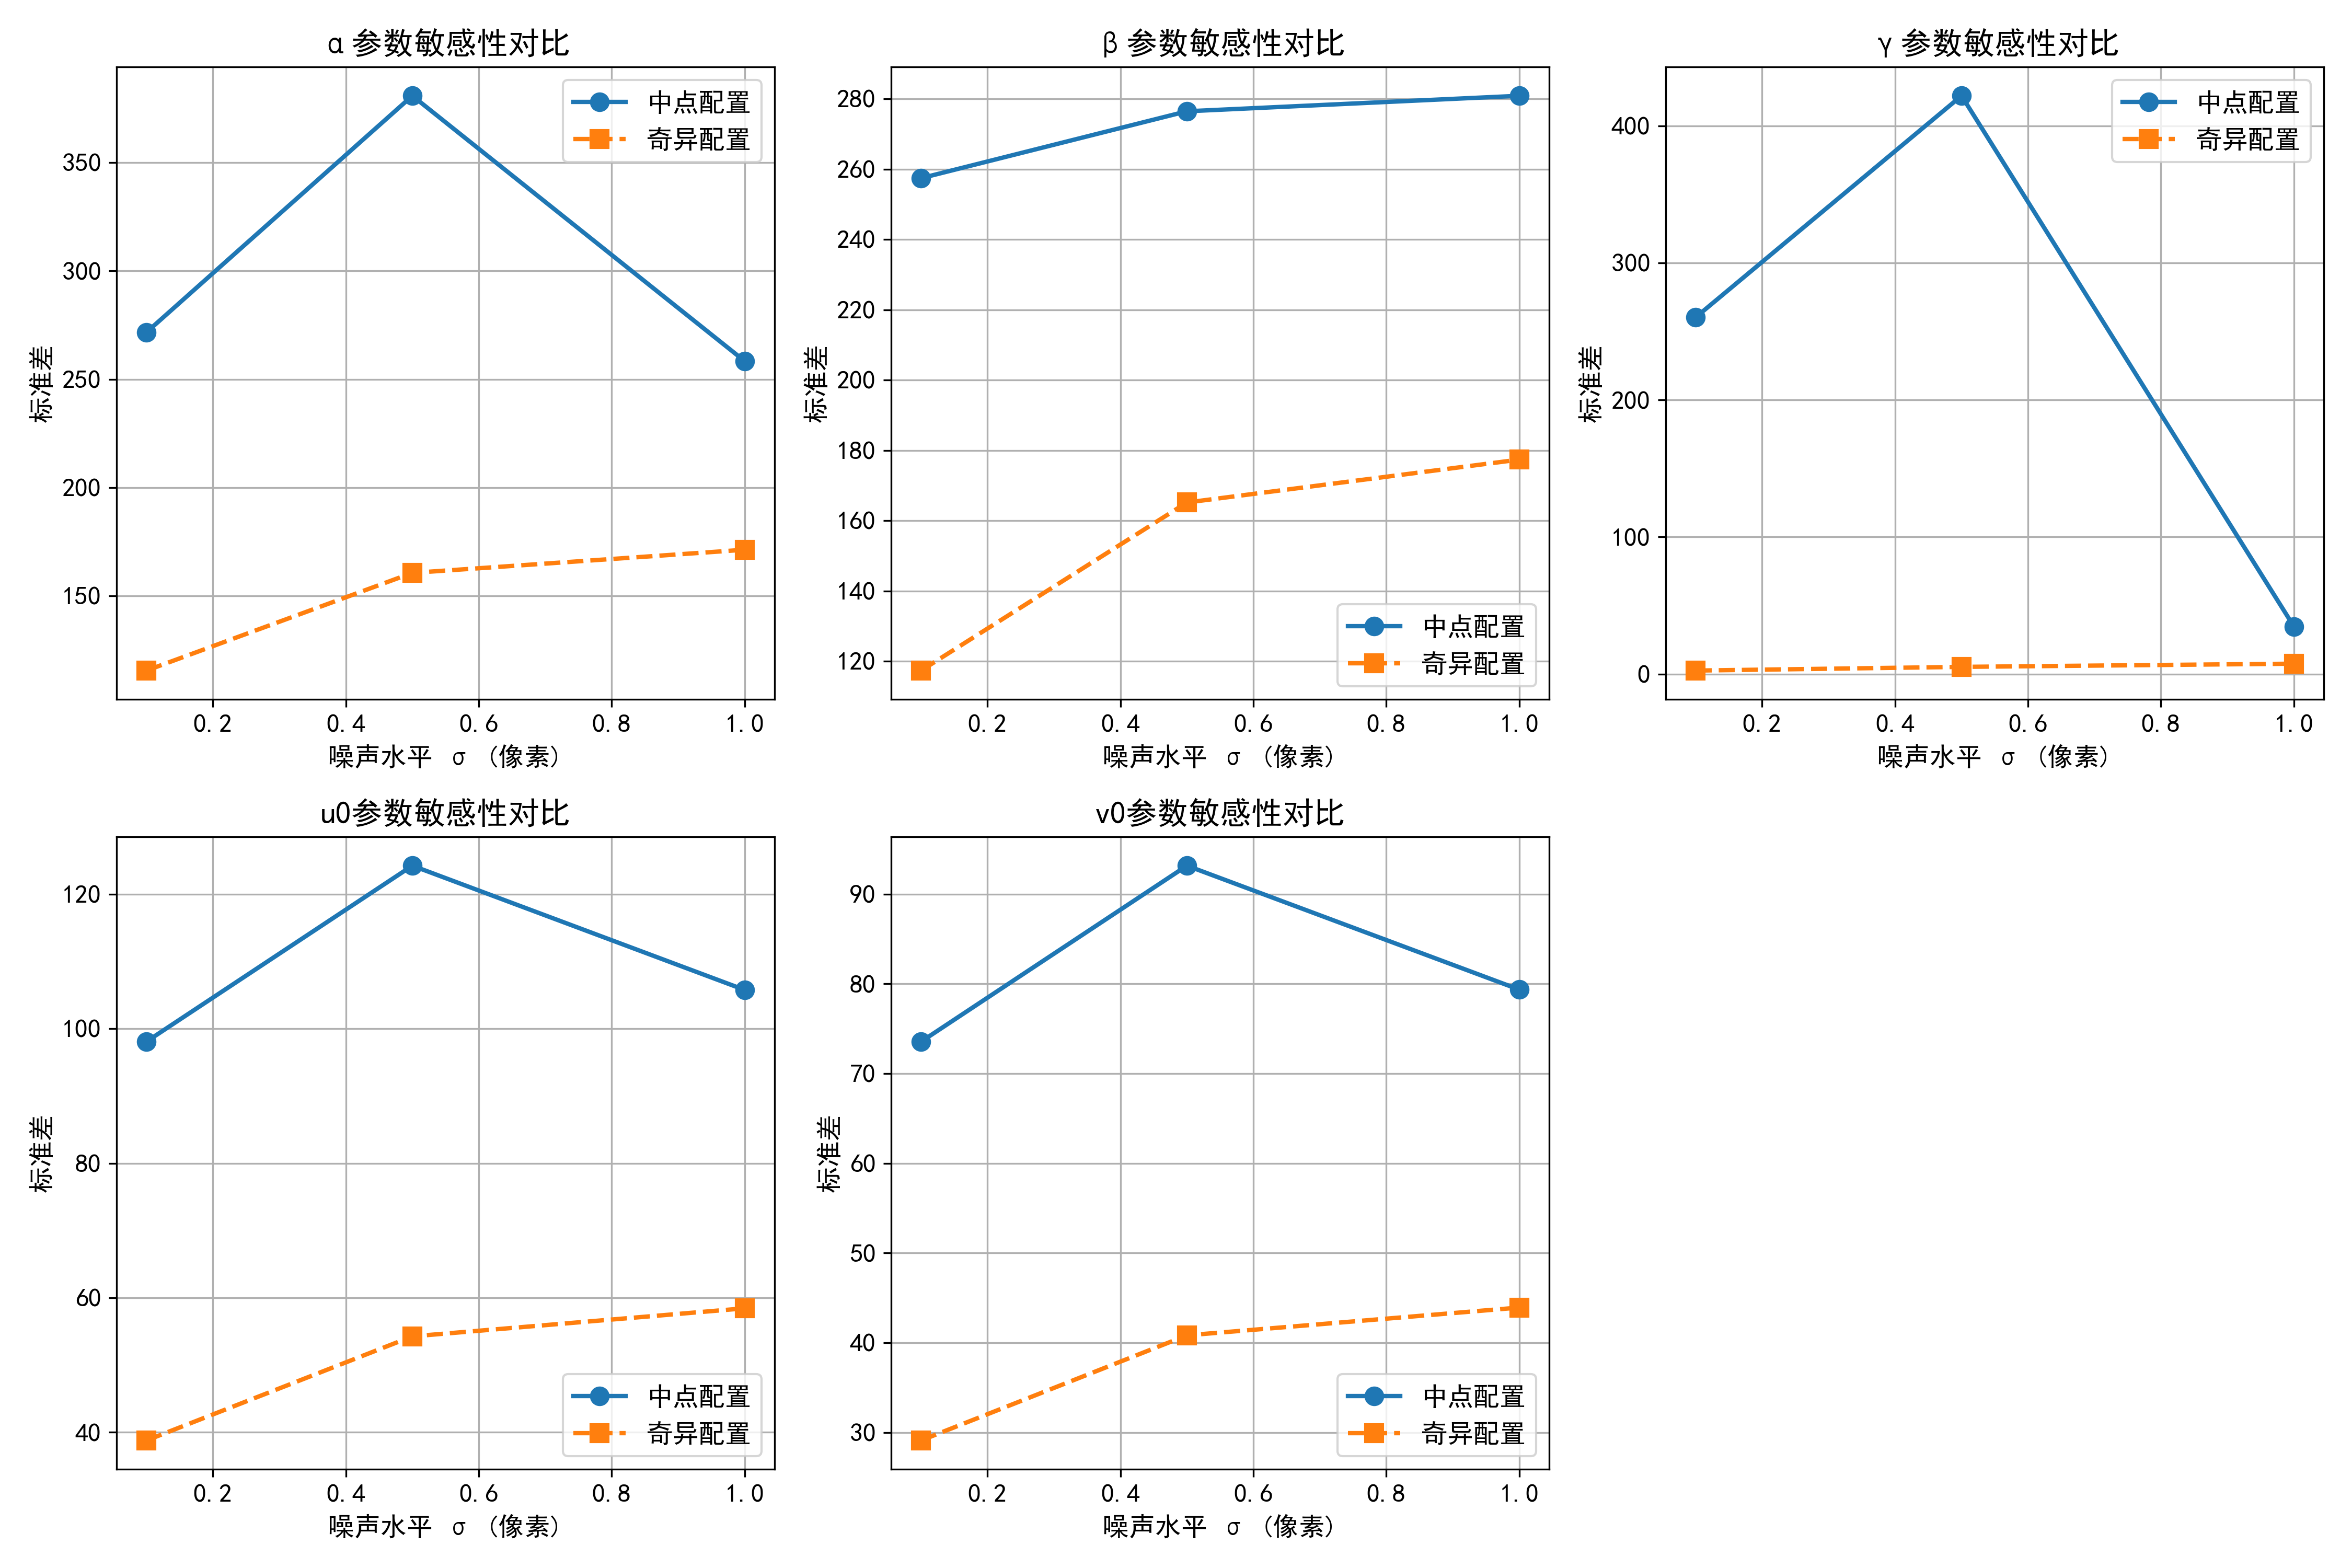 α 参数敏感性对比
350
300
250
200
150
标准差
0.2 0.4 0.6 0.8 1.0
噪声水平 σ (像素)
中点配置
奇异配置
β 参数敏感性对比
280
260
240
220
200
180
160
140
120
标准差
0.2 0.4 0.6 0.8 1.0
噪声水平 σ (像素)
中点配置
奇异配置
γ 参数敏感性对比
400
300
200
100
0
标准差
0.2 0.4 0.6 0.8 1.0
噪声水平 σ (像素)
中点配置
奇异配置
u0参数敏感性对比
120
100
80
60
40
标准差
0.2 0.4 0.6 0.8 1.0
噪声水平 σ (像素)
中点配置
奇异配置
v0参数敏感性对比
90
80
70
60
50
40
30
标准差
0.2 0.4 0.6 0.8 1.0
噪声水平 σ (像素)
中点配置
奇异配置